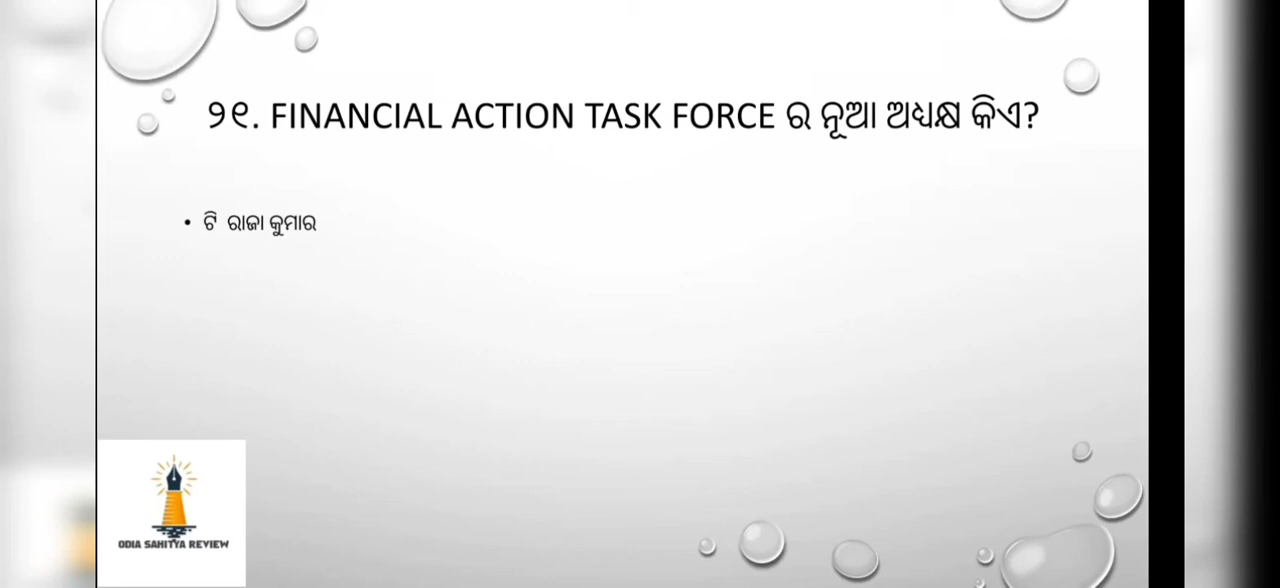 ୨୧. FINANCIAL ACTION TASK FORCE ର ନୂଆ ଅଧ୍ୟକ୍ଷ କିଏ?
• ଟି ରାଜା କୁମାର
ODIA SAHITYA REVIEW